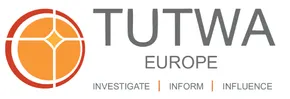 TUTWA
EUROPE
INVESTIGATE | INFORM | INFLUENCE